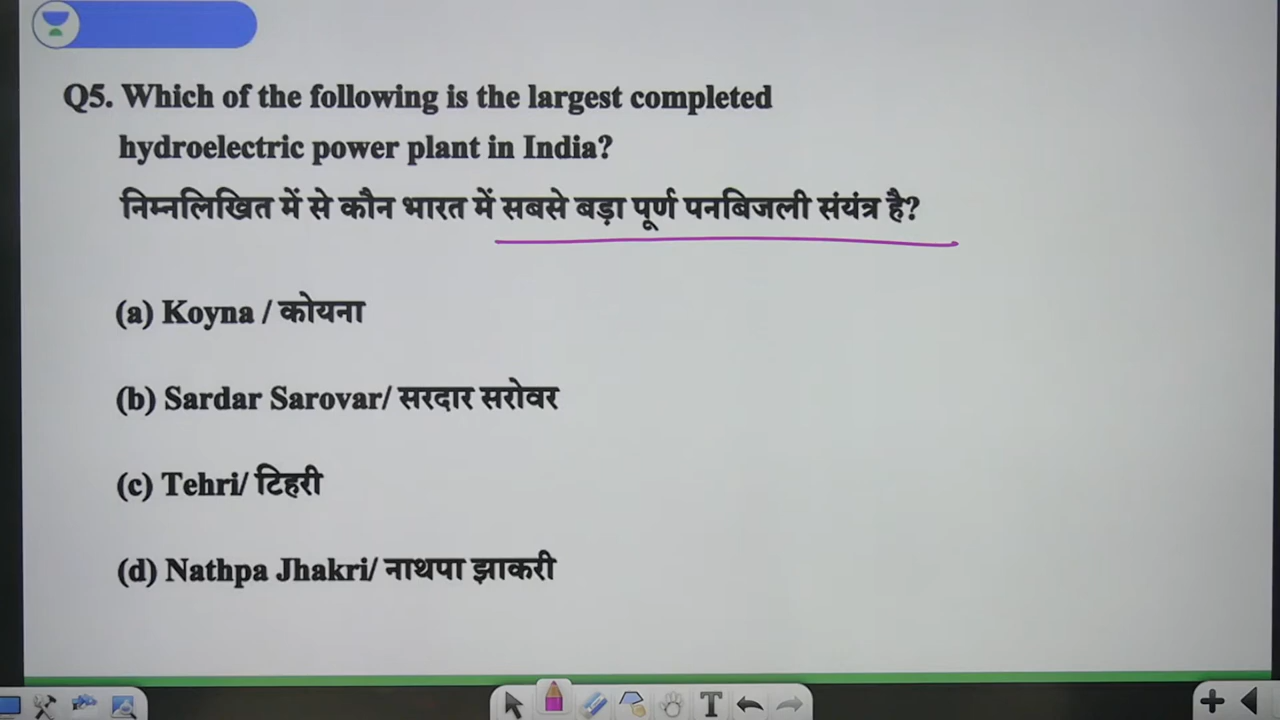 Q5. Which of the following is the largest completed
hydroelectric power plant in India?
निम्नलिखित में से कौन भारत में सबसे बड़ा पूर्ण पनबिजली संयंत्र है?
(a) Koyna / कोयना
(b) Sardar Sarovar/ सरदार सरोवर
(c) Tehri/ टिहरी
(d) Nathpa Jhakri/ नाथपा झाकरी
T